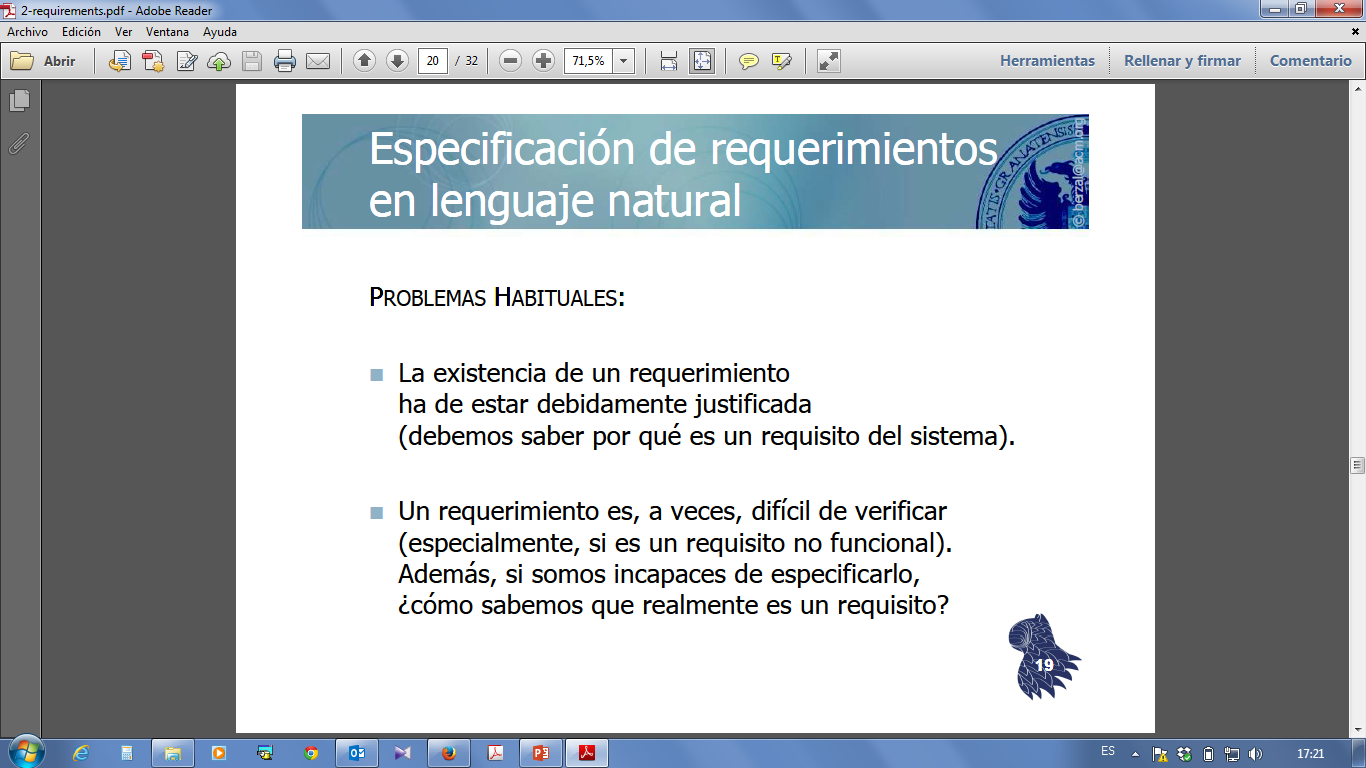 2-requirements.pdf - Adobe Reader
Archivo Edición Ver Ventana Ayuda
Abrir 20 / 32 71,5% Herramientas Rellenar y firmar Comentario
Especificación de requerimientos
en lenguaje natural
© berzal@acm.org
PROBLEMAS HABITUALES:
La existencia de un requerimiento
ha de estar debidamente justificada
(debemos saber por qué es un requisito del sistema).
Un requerimiento es, a veces, difícil de verificar
(especialmente, si es un requisito no funcional).
Además, si somos incapaces de especificarlo,
¿cómo sabemos que realmente es un requisito?
19
ES 17:21